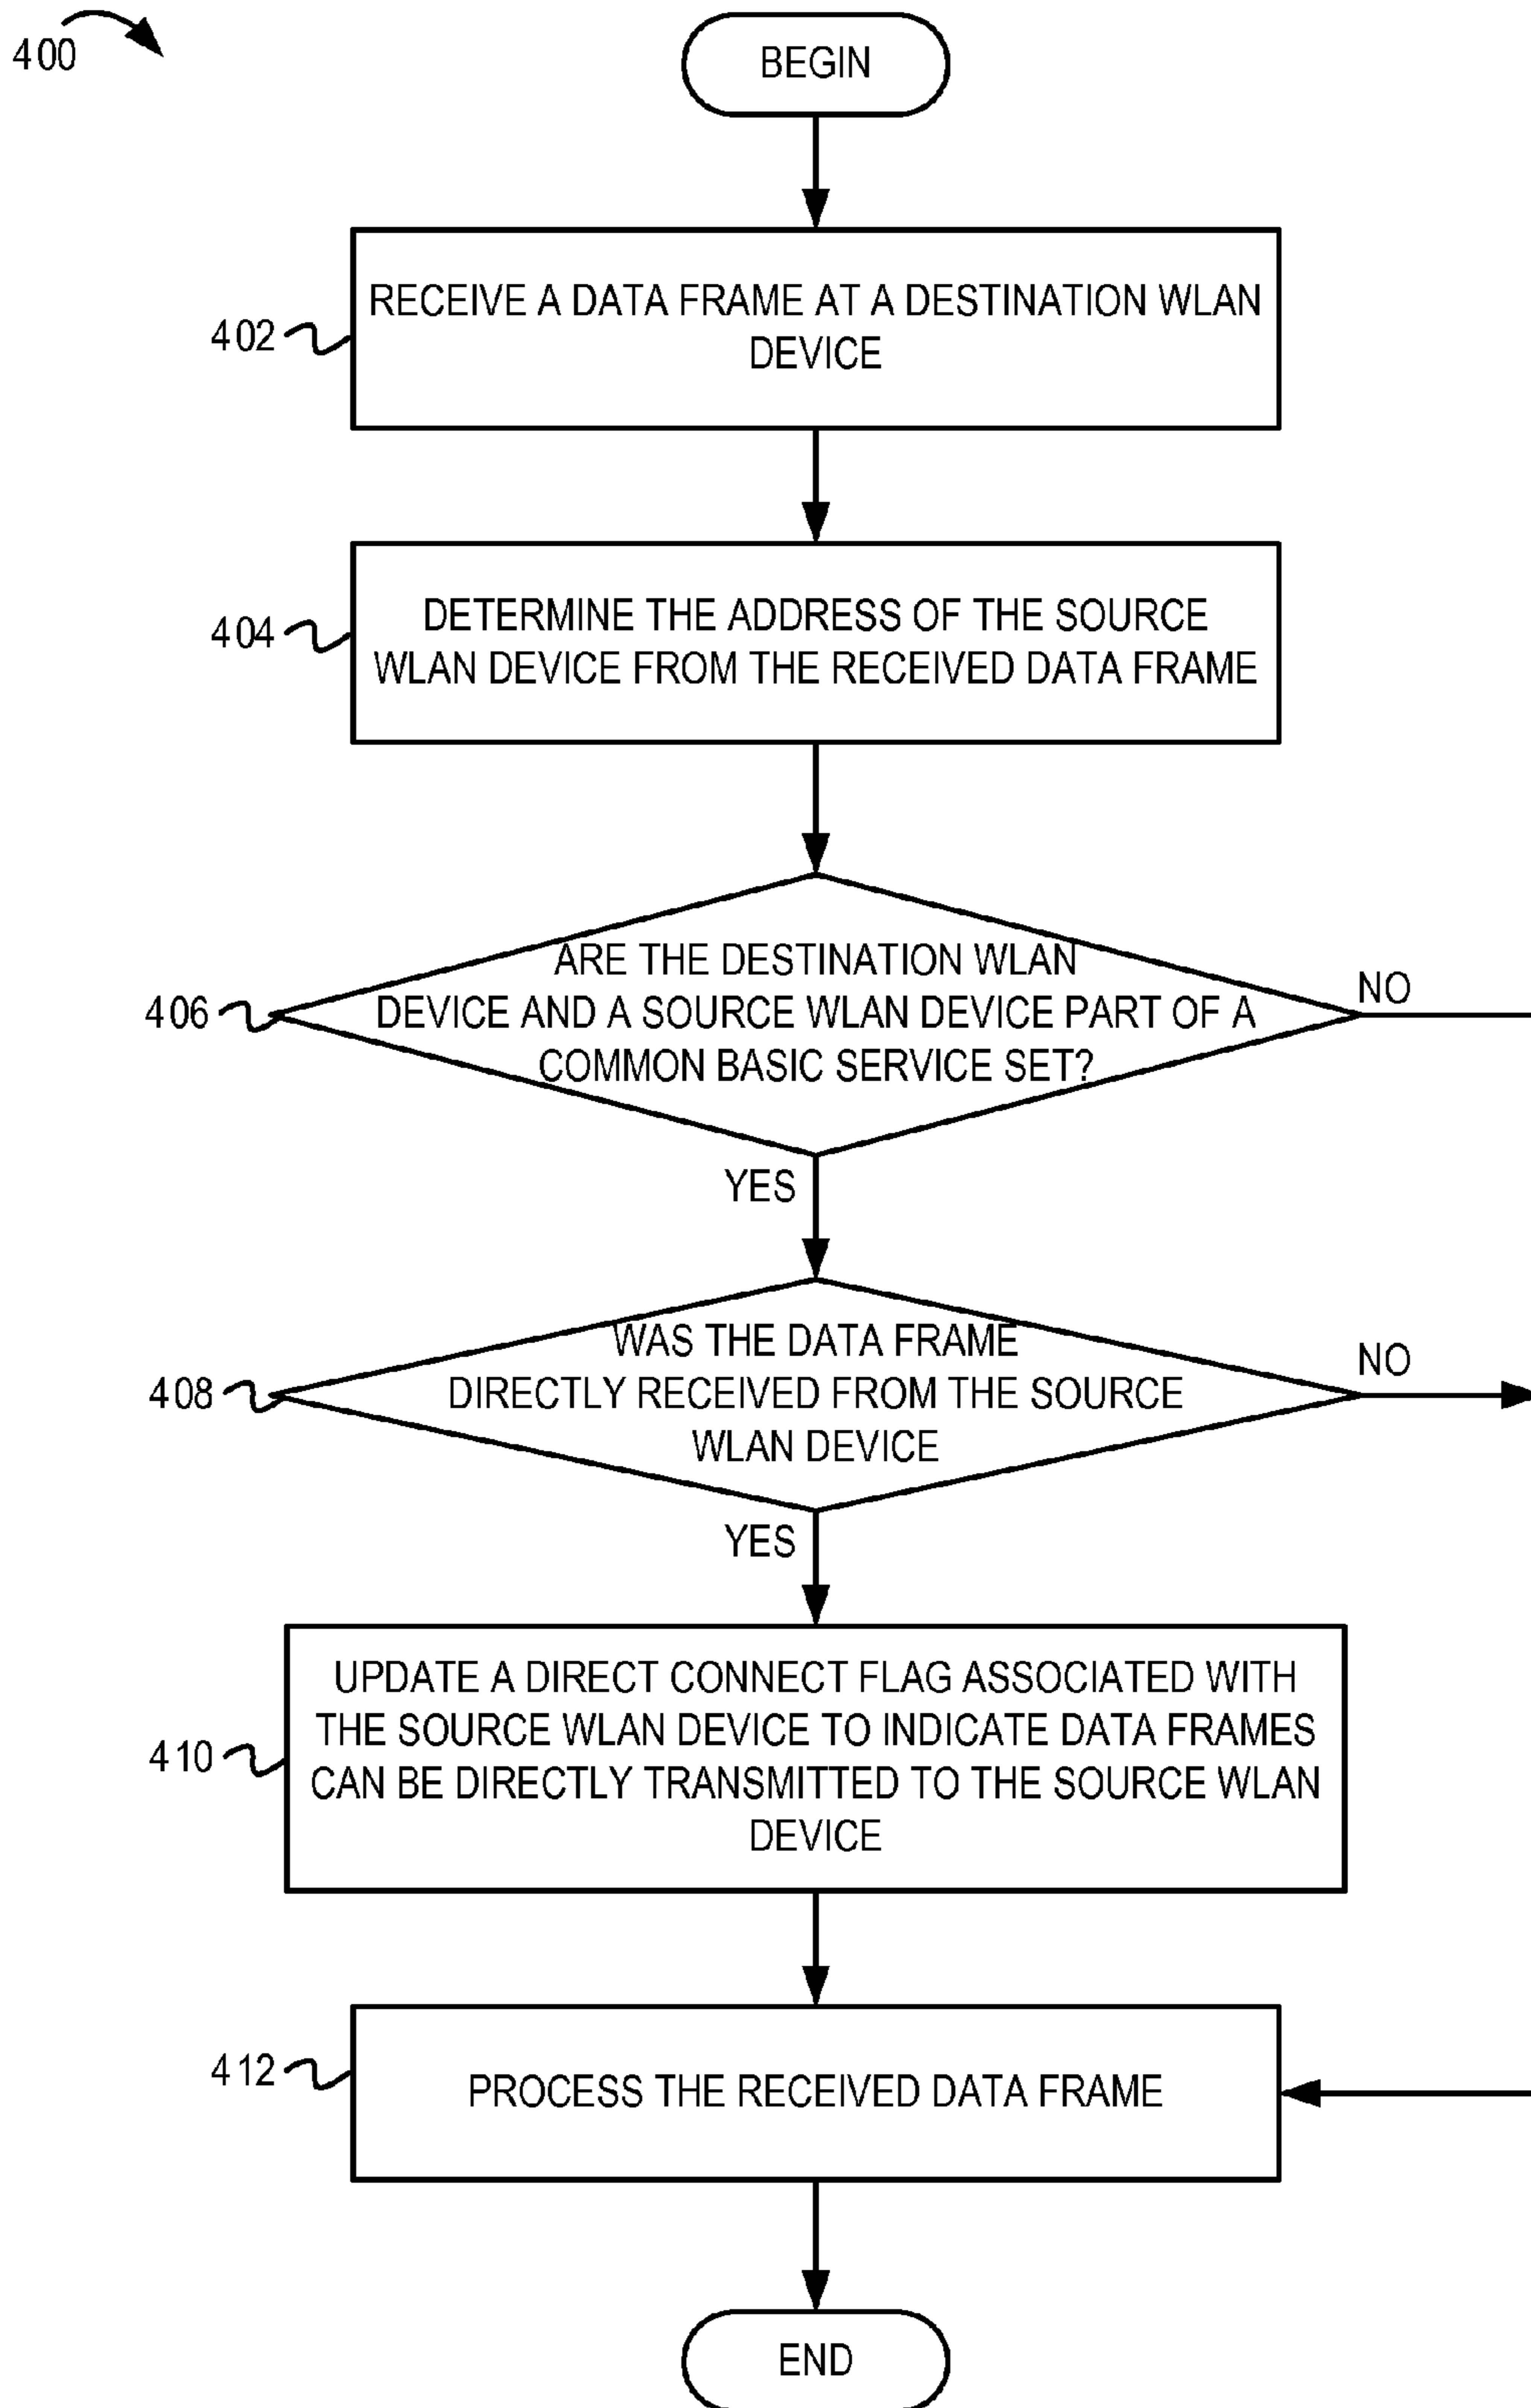 400
BEGIN
RECEIVE A DATA FRAME AT A DESTINATION WLAN
DEVICE
402
DETERMINE THE ADDRESS OF THE SOURCE
WLAN DEVICE FROM THE RECEIVED DATA FRAME
404
ARE THE DESTINATION WLAN
DEVICE AND A SOURCE WLAN DEVICE PART OF A
COMMON BASIC SERVICE SET?
406
NO
YES
WAS THE DATA FRAME
DIRECTLY RECEIVED FROM THE SOURCE
WLAN DEVICE
408
NO
YES
UPDATE A DIRECT CONNECT FLAG ASSOCIATED WITH
THE SOURCE WLAN DEVICE TO INDICATE DATA FRAMES
CAN BE DIRECTLY TRANSMITTED TO THE SOURCE WLAN
DEVICE
410
PROCESS THE RECEIVED DATA FRAME
412
END